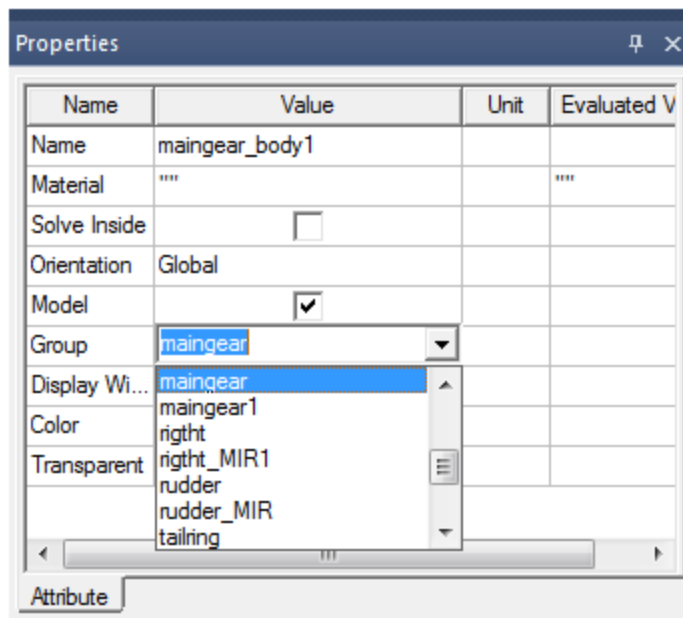 Properties
Name Value Unit Evaluated V
Name maingear_body1
Material "" ""
Solve Inside
Orientation Global
Model
Group maingear
Display Wi...
Color
Transparent
maingear
maingear1
rigtht
rigtht_MIR1
rudder
rudder_MIR
tailring
Attribute